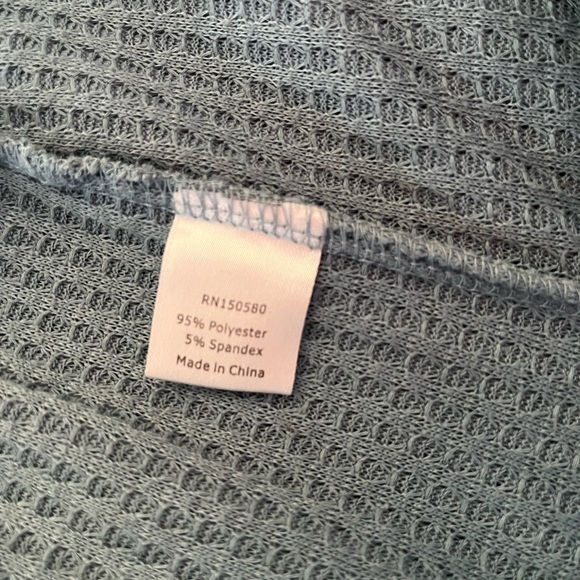 RN150580
95% Polyester
5% Spandex
Made in China